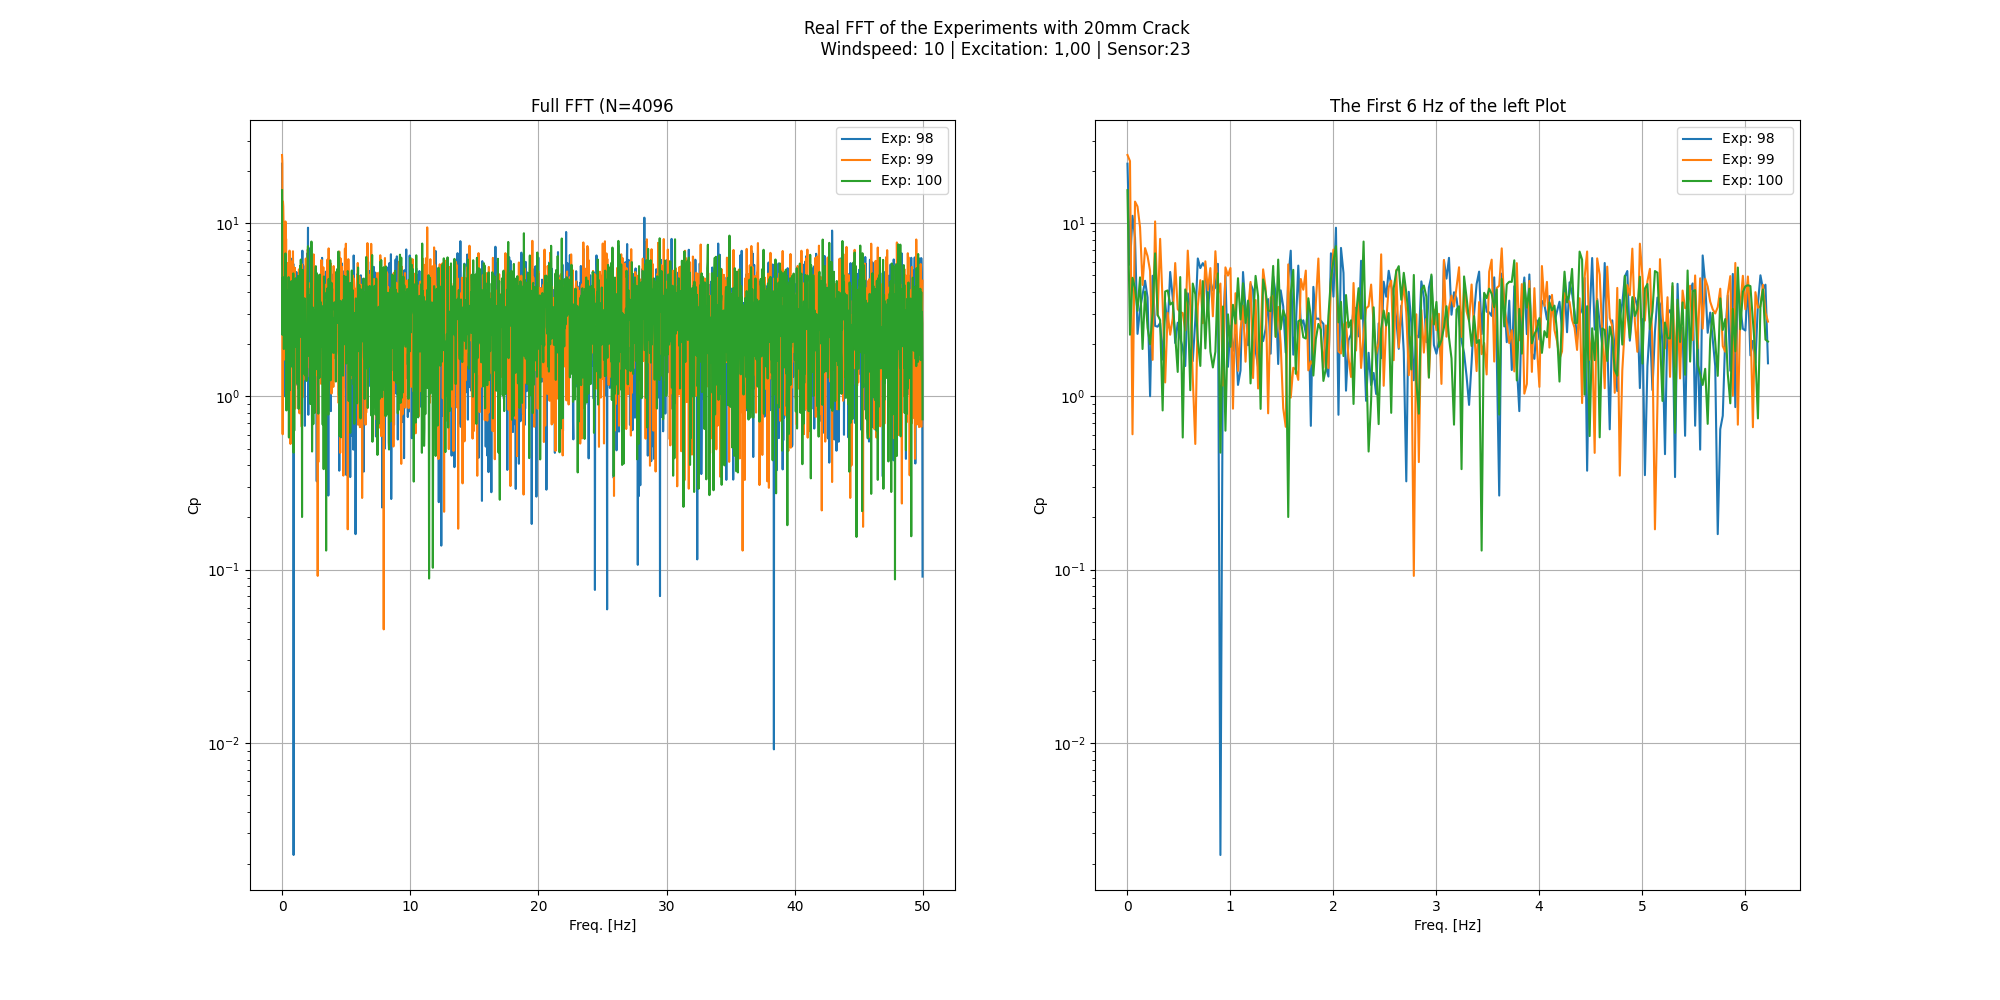 Real FFT of the Experiments with 20mm Crack
Windspeed: 10 | Excitation: 1,00 | Sensor:23
Full FFT (N=4096
Exp: 98
Exp: 99
Exp: 100
10¹
10⁰
10⁻¹
10⁻²
Cp
0 10 20 30 40 50
Freq. [Hz]
The First 6 Hz of the left Plot
Exp: 98
Exp: 99
Exp: 100
10¹
10⁰
10⁻¹
10⁻²
Cp
0 1 2 3 4 5 6
Freq. [Hz]